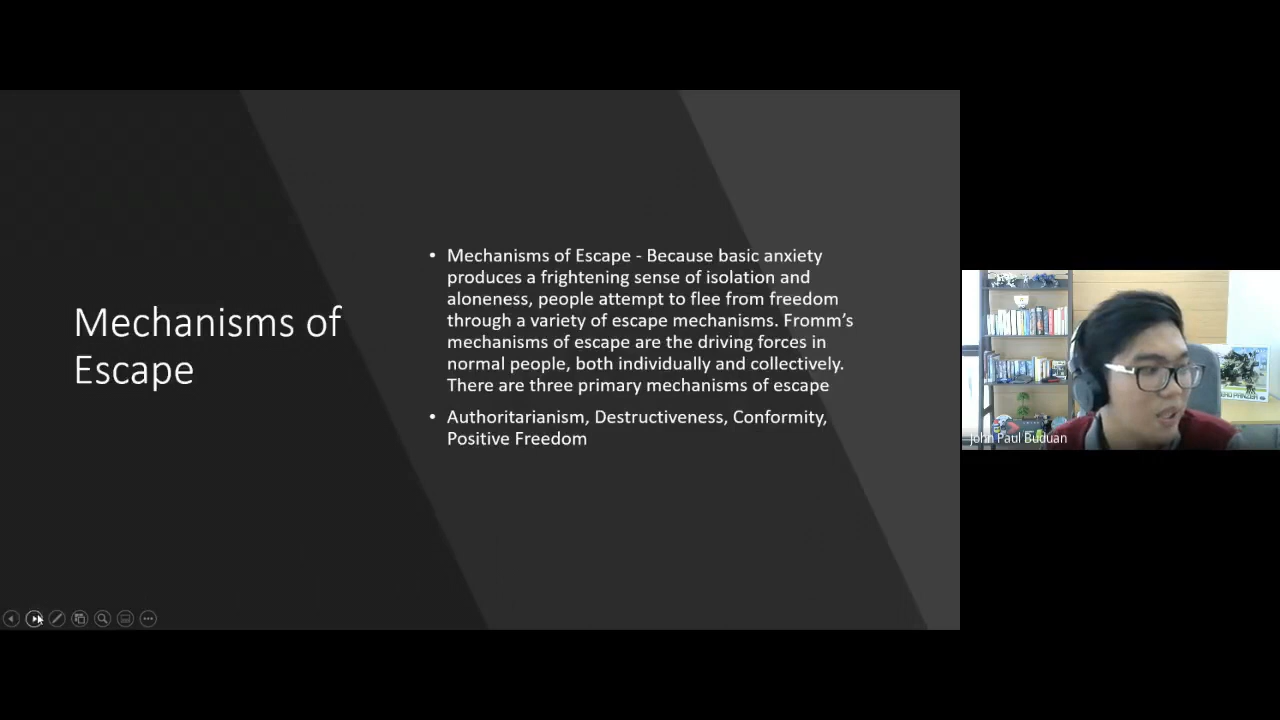 Mechanisms of
Escape
• Mechanisms of Escape - Because basic anxiety
produces a frightening sense of isolation and
aloneness, people attempt to flee from freedom
through a variety of escape mechanisms. Fromm’s
mechanisms of escape are the driving forces in
normal people, both individually and collectively.
There are three primary mechanisms of escape
• Authoritarianism, Destructiveness, Conformity,
Positive Freedom
John Paul Buduan